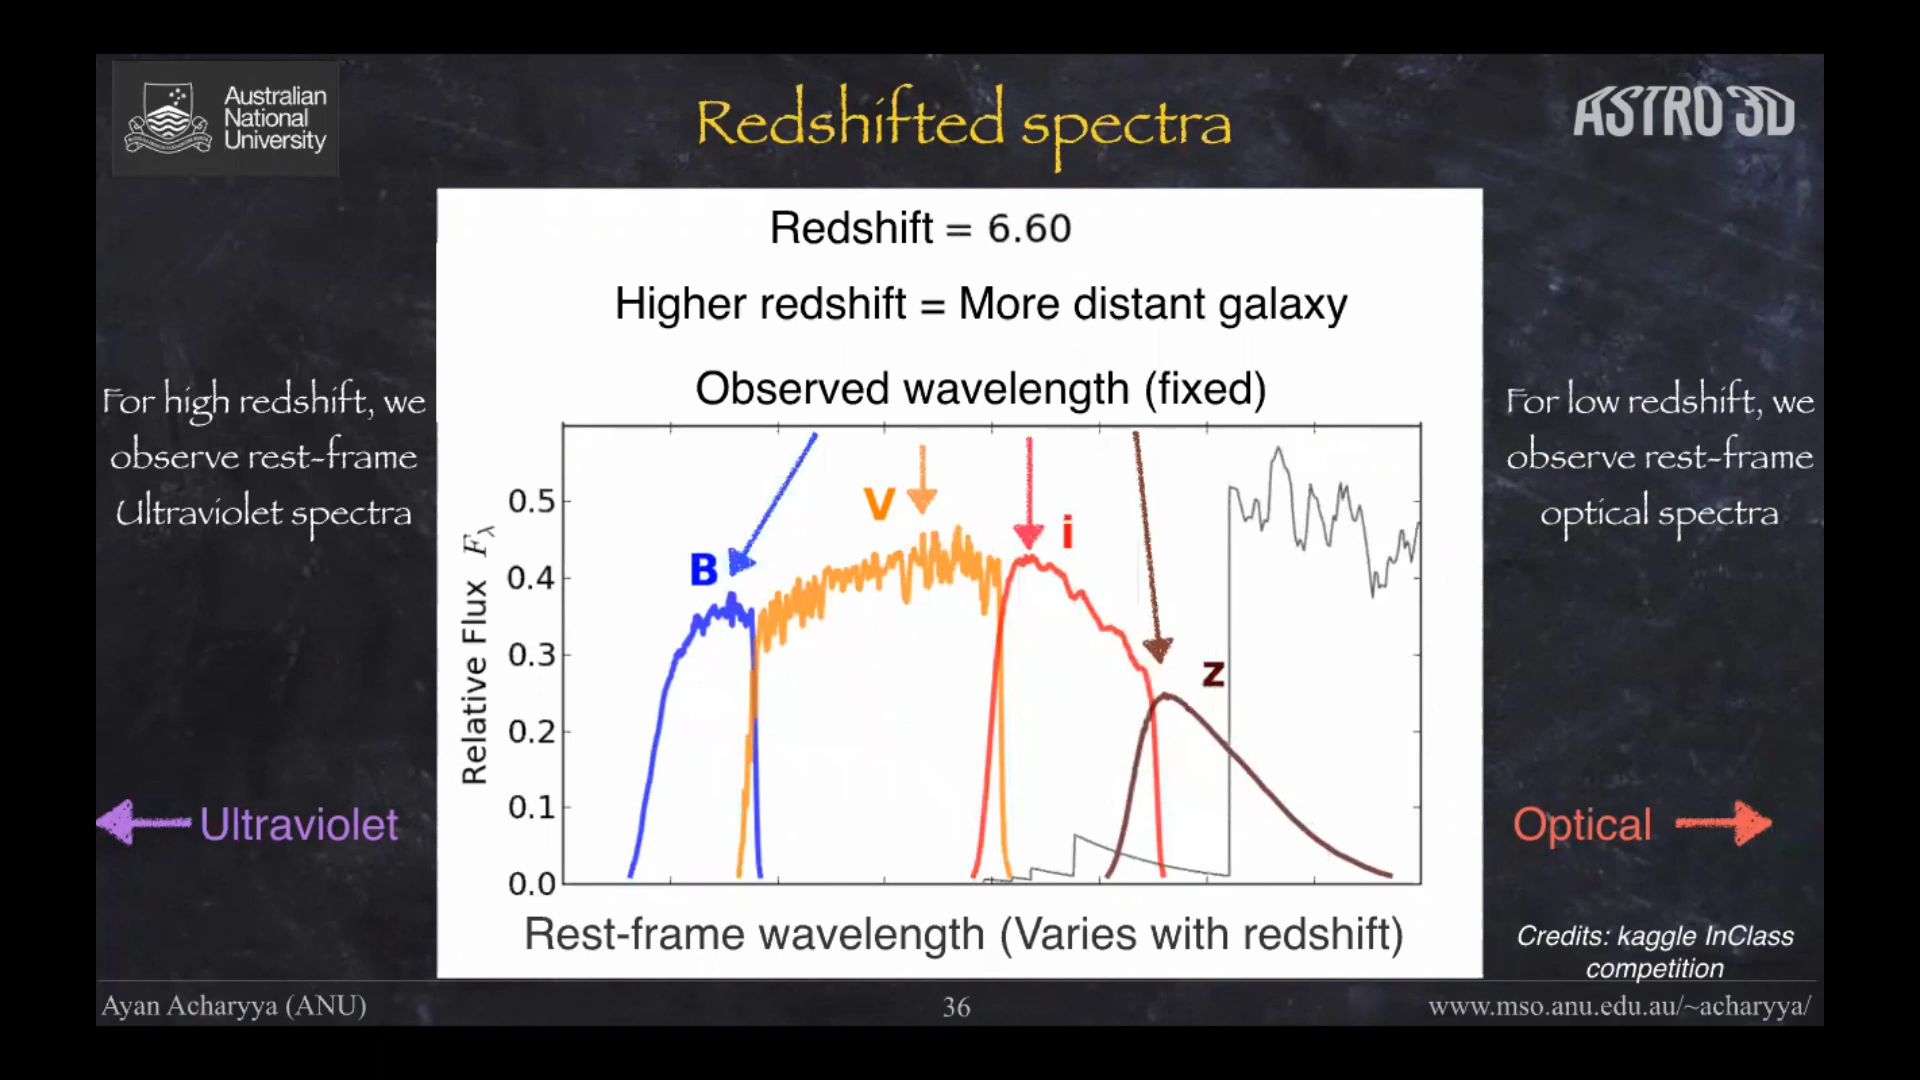 Australian
National
University
Redshifted spectra
ASTRO 3D
Redshift = 6.60
Higher redshift = More distant galaxy
Observed wavelength (fixed)
For high redshift, we
observe rest-frame
Ultraviolet spectra
For low redshift, we
observe rest-frame
optical spectra
B
V
i
z
0.5
0.4
0.3
0.2
0.1
0.0
Relative Flux Fλ
Rest-frame wavelength (Varies with redshift)
Ultraviolet
Optical
Credits: kaggle InClass
competition
Ayan Acharyya (ANU)
36
www.mso.anu.edu.au/~acharyya/